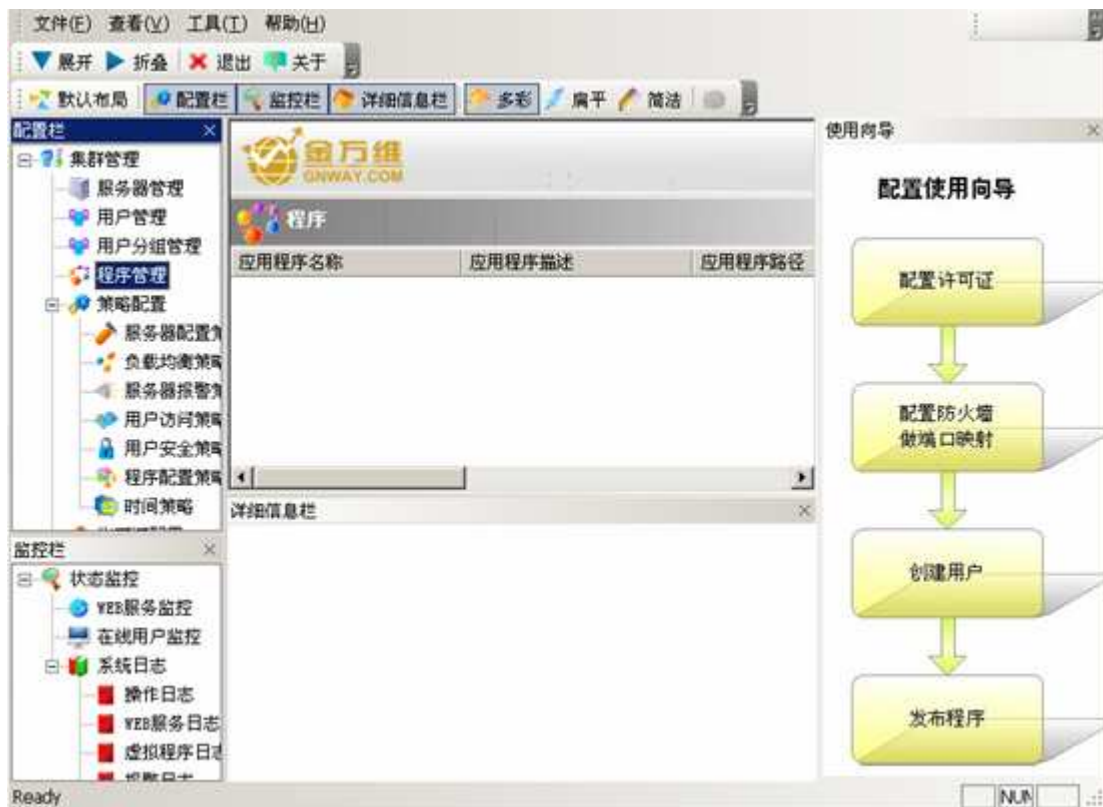 文件(F) 查看(V) 工具(T) 帮助(H)
展开 折叠 退出 关于
默认布局 配置栏 监控栏 详细信息栏 多彩 扁平 简洁
配置栏
集群管理
服务器管理
用户管理
用户分组管理
程序管理
策略配置
服务器配置
负载均衡策
服务器报警
用户访问策
用户安全策
程序配置策
时间策略
监控栏
状态监控
WEB服务监控
在线用户监控
系统日志
操作日志
WEB服务日志
虚拟程序日志
金万维
GNWAY.COM
程序
应用程序名称 应用程序描述 应用程序路径
详细信息栏
使用向导
配置使用向导
配置许可证
配置防火墙
做端口映射
创建用户
发布程序
Ready
NUM